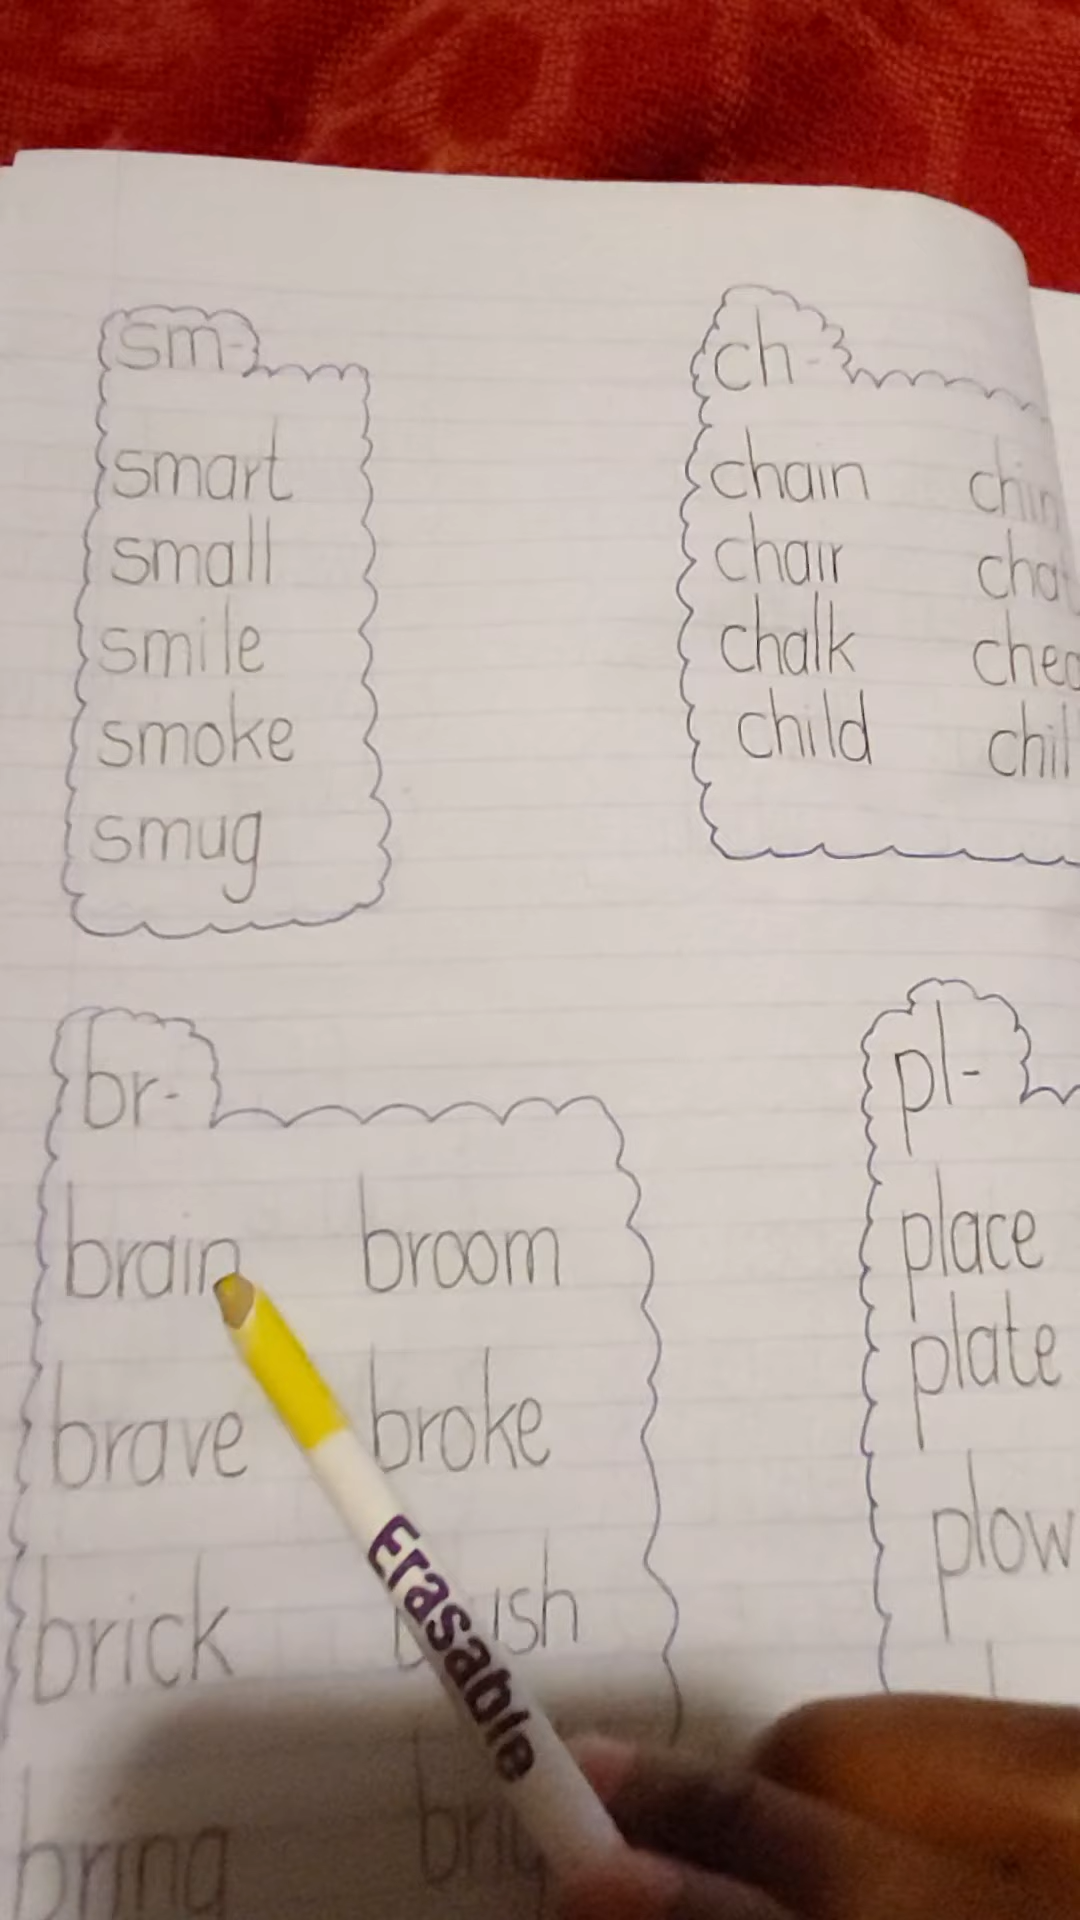 sm-
smart
small
smile
smoke
smug
ch-
chain
chair
chalk
child
br-
brain broom
brave broke
brick
bring
pl-
place
plate
plow
Erasable